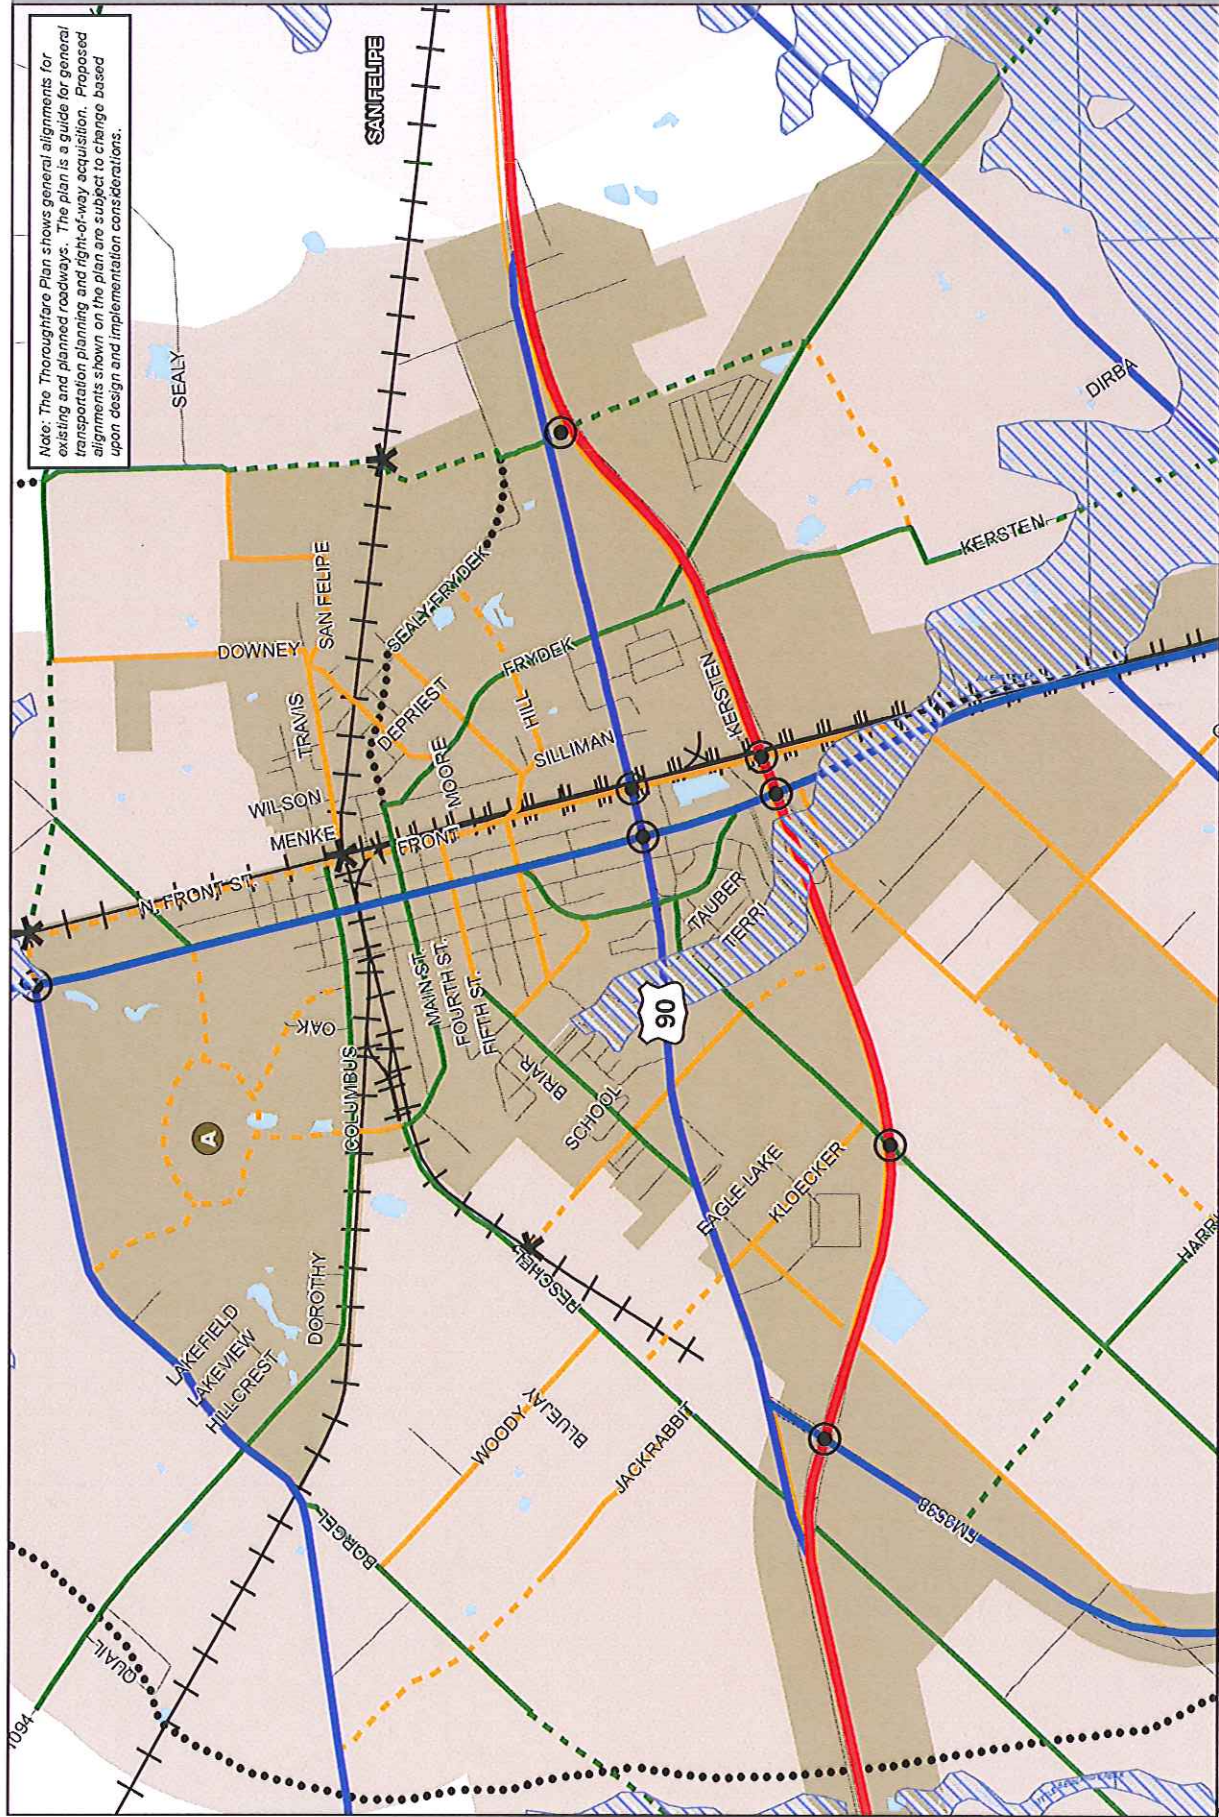 Note: The Thoroughfare Plan shows general alignments for
existing and planned roadways. The plan is a guide for general
transportation planning and right-of-way acquisition. Proposed
alignments shown on the plan are subject to change based
upon design and implementation considerations.
SAN FELIPE
SEALY
SAN FELIPE
DOWNEY
TRAVIS
WILSON
MENKE
N. FRONT ST.
FRONT
SEALY-FRYDEK
DEPRIEST
MOORE
FRYDEK
HILL
SILLIMAN
KERSTEN
KERSTEN
DIRBA
OAK
COLUMBUS
MAIN ST.
FOURTH ST.
FIFTH ST.
BRIAR
SCHOOL
TAUBER
TERRI
90
A
EAGLE LAKE
KLOECKER
RESCHEL
DOROTHY
LAKEFIELD
LAKEVIEW
HILLCREST
WOODY
BLUEJAY
JACKRABBIT
BORGEL
FM3538
QUAIL
1094